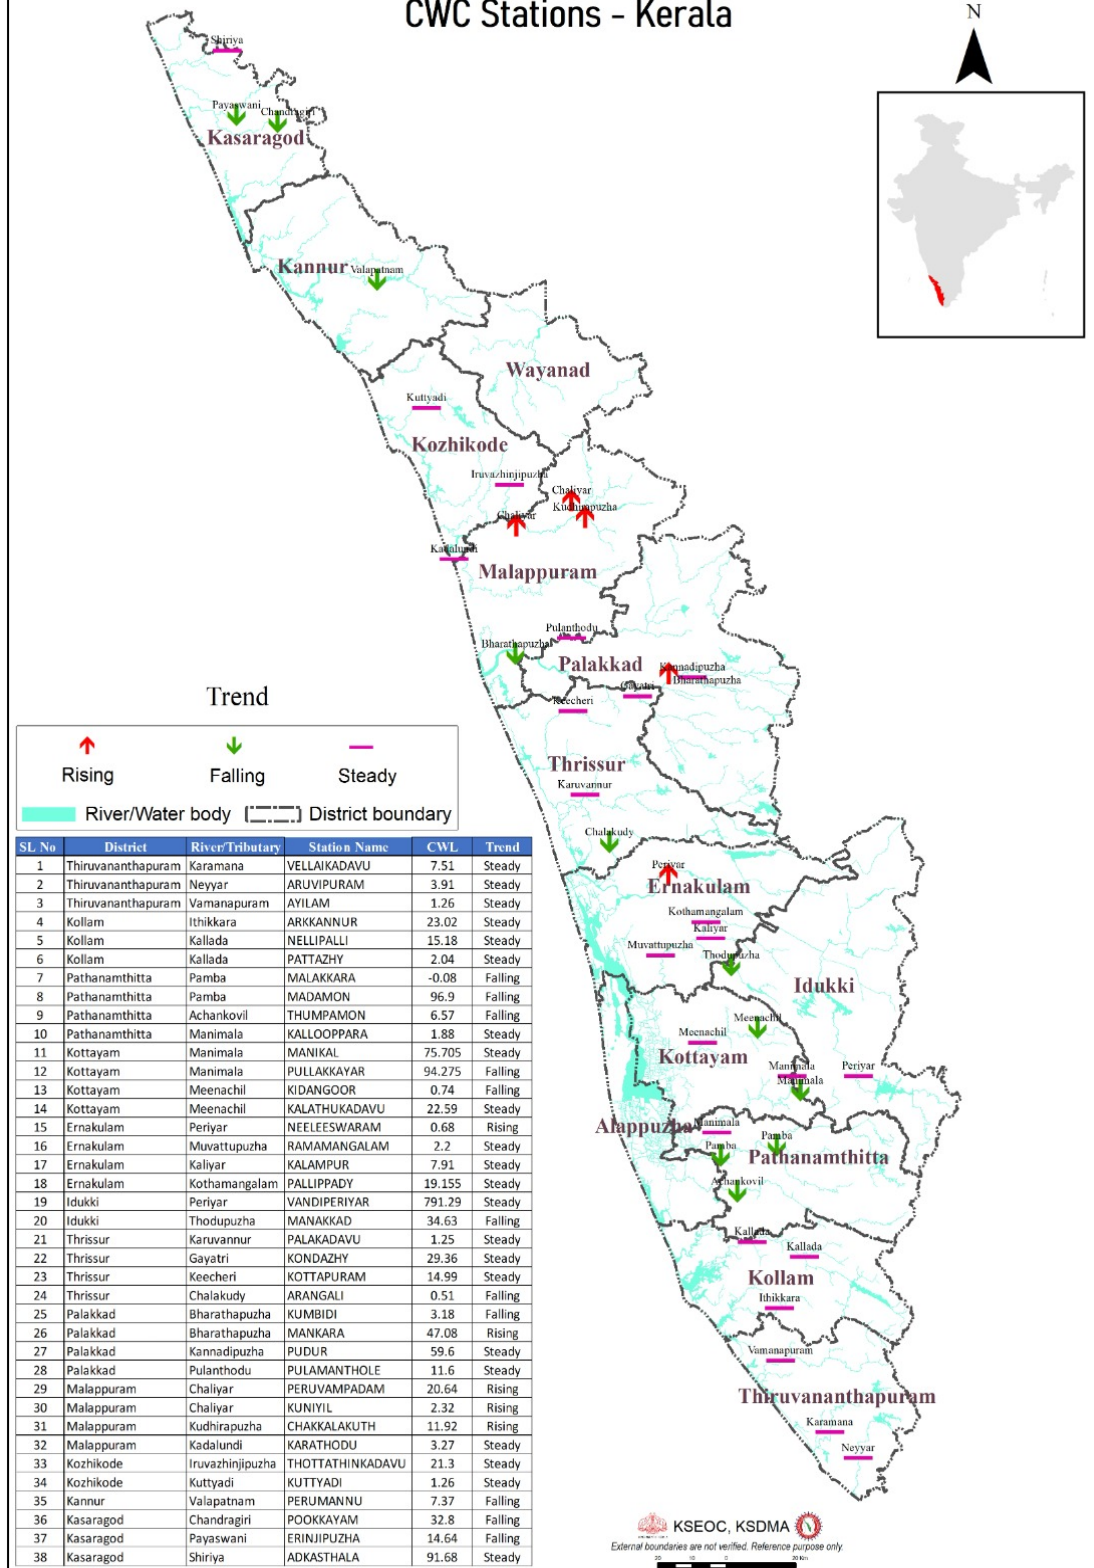 CWC Stations - Kerala
N
Shiriya
Payaswani
Chandragiri
Kasaragod
Kannur
Valapatnam
Wayanad
Kuttyadi
Kozhikode
Iruvazhinjipuzha
Chaliyar
Kudhirapuzha
Chaliyar
Kadalundi
Malappuram
Pulanthodu
Bharathapuzha
Palakkad
Kannadipuzha
Bharathapuzha
Gayatri
Keecheri
Thrissur
Karuvannur
Chalakudy
Periyar
Ernakulam
Kothamangalam
Kaliyar
Muvattupuzha
Thodupuzha
Idukki
Meenachil
Meenachil
Kottayam
Manimala
Periyar
Manimala
Alappuzha
Manimala
Pamba
Pamba
Pathanamthitta
Achankovil
Kallada
Kallada
Kollam
Ithikkara
Vamanapuram
Thiruvananthapuram
Karamana
Neyyar
Trend
Rising Falling Steady
River/Water body District boundary
SL No District River/Tributary Station Name CWL Trend
1 Thiruvananthapuram Karamana VELLAIKADAVU 7.51 Steady
2 Thiruvananthapuram Neyyar ARUVIPURAM 3.91 Steady
3 Thiruvananthapuram Vamanapuram AYILAM 1.26 Steady
4 Kollam Ithikkara ARKKANNUR 23.02 Steady
5 Kollam Kallada NELLIPALLI 15.18 Steady
6 Kollam Kallada PATTAZHY 2.04 Steady
7 Pathanamthitta Pamba MALAKKARA -0.08 Falling
8 Pathanamthitta Pamba MADAMON 96.9 Falling
9 Pathanamthitta Achankovil THUMPAMON 6.57 Falling
10 Pathanamthitta Manimala KALLOOPPARA 1.88 Steady
11 Kottayam Manimala MANIKAL 75.705 Steady
12 Kottayam Manimala PULLAKKAYAR 94.275 Falling
13 Kottayam Meenachil KIDANGOOR 0.74 Falling
14 Kottayam Meenachil KALATHUKADAVU 22.59 Steady
15 Ernakulam Periyar NEELEESWARAM 0.68 Rising
16 Ernakulam Muvattupuzha RAMAMANGALAM 2.2 Steady
17 Ernakulam Kaliyar KALAMPUR 7.91 Steady
18 Ernakulam Kothamangalam PALLIPPADY 19.155 Steady
19 Idukki Periyar VANDIPERIYAR 791.29 Steady
20 Idukki Thodupuzha MANAKKAD 34.63 Falling
21 Thrissur Karuvannur PALAKADAVU 1.25 Steady
22 Thrissur Gayatri KONDAZHY 29.36 Steady
23 Thrissur Keecheri KOTTAPURAM 14.99 Steady
24 Thrissur Chalakudy ARANGALI 0.51 Falling
25 Palakkad Bharathapuzha KUMBIDI 3.18 Falling
26 Palakkad Bharathapuzha MANKARA 47.08 Rising
27 Palakkad Kannadipuzha PUDUR 59.6 Steady
28 Palakkad Pulanthodu PULAMANTHOLE 11.6 Steady
29 Malappuram Chaliyar PERUVAMPADAM 20.64 Rising
30 Malappuram Chaliyar KUNIYIL 2.32 Rising
31 Malappuram Kudhirapuzha CHAKKALAKUTH 11.92 Rising
32 Malappuram Kadalundi KARATHODU 3.27 Steady
33 Kozhikode Iruvazhinjipuzha THOTTATHINKADAVU 21.3 Steady
34 Kozhikode Kuttyadi KUTTYADI 1.26 Steady
35 Kannur Valapatnam PERUMANNU 7.37 Falling
36 Kasaragod Chandragiri POOKKAYAM 32.8 Falling
37 Kasaragod Payaswani ERINJIPUZHA 14.64 Falling
38 Kasaragod Shiriya ADKASTHALA 91.68 Steady
KSEOC, KSDMA
External boundaries are not verified. Reference purpose only.
20 10 0 20 Km